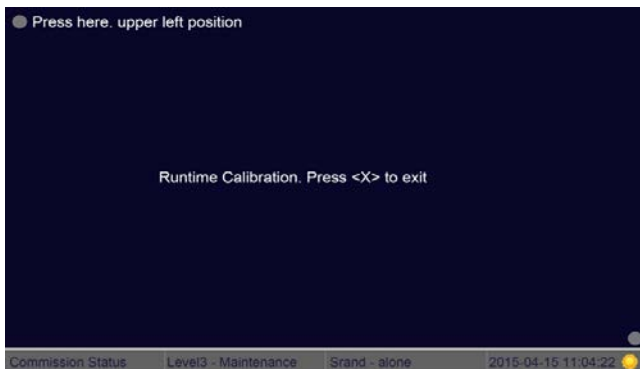 Press here. upper left position
Runtime Calibration. Press <X> to exit
Commission Status Level3 - Maintenance Srand - alone 2015-04-15 11:04:22